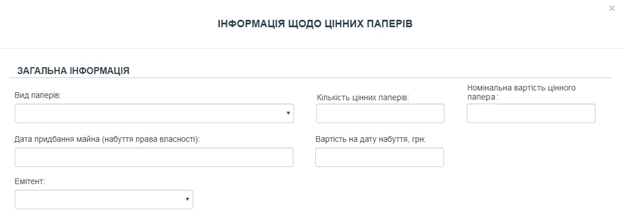 ІНФОРМАЦІЯ ЩОДО ЦІННИХ ПАПЕРІВ
ЗАГАЛЬНА ІНФОРМАЦІЯ
Вид паперів:
Кількість цінних паперів:
Номінальна вартість цінного
папера:
Дата придбання майна (набуття права власності):
Вартість на дату набуття, грн:
Емітент: